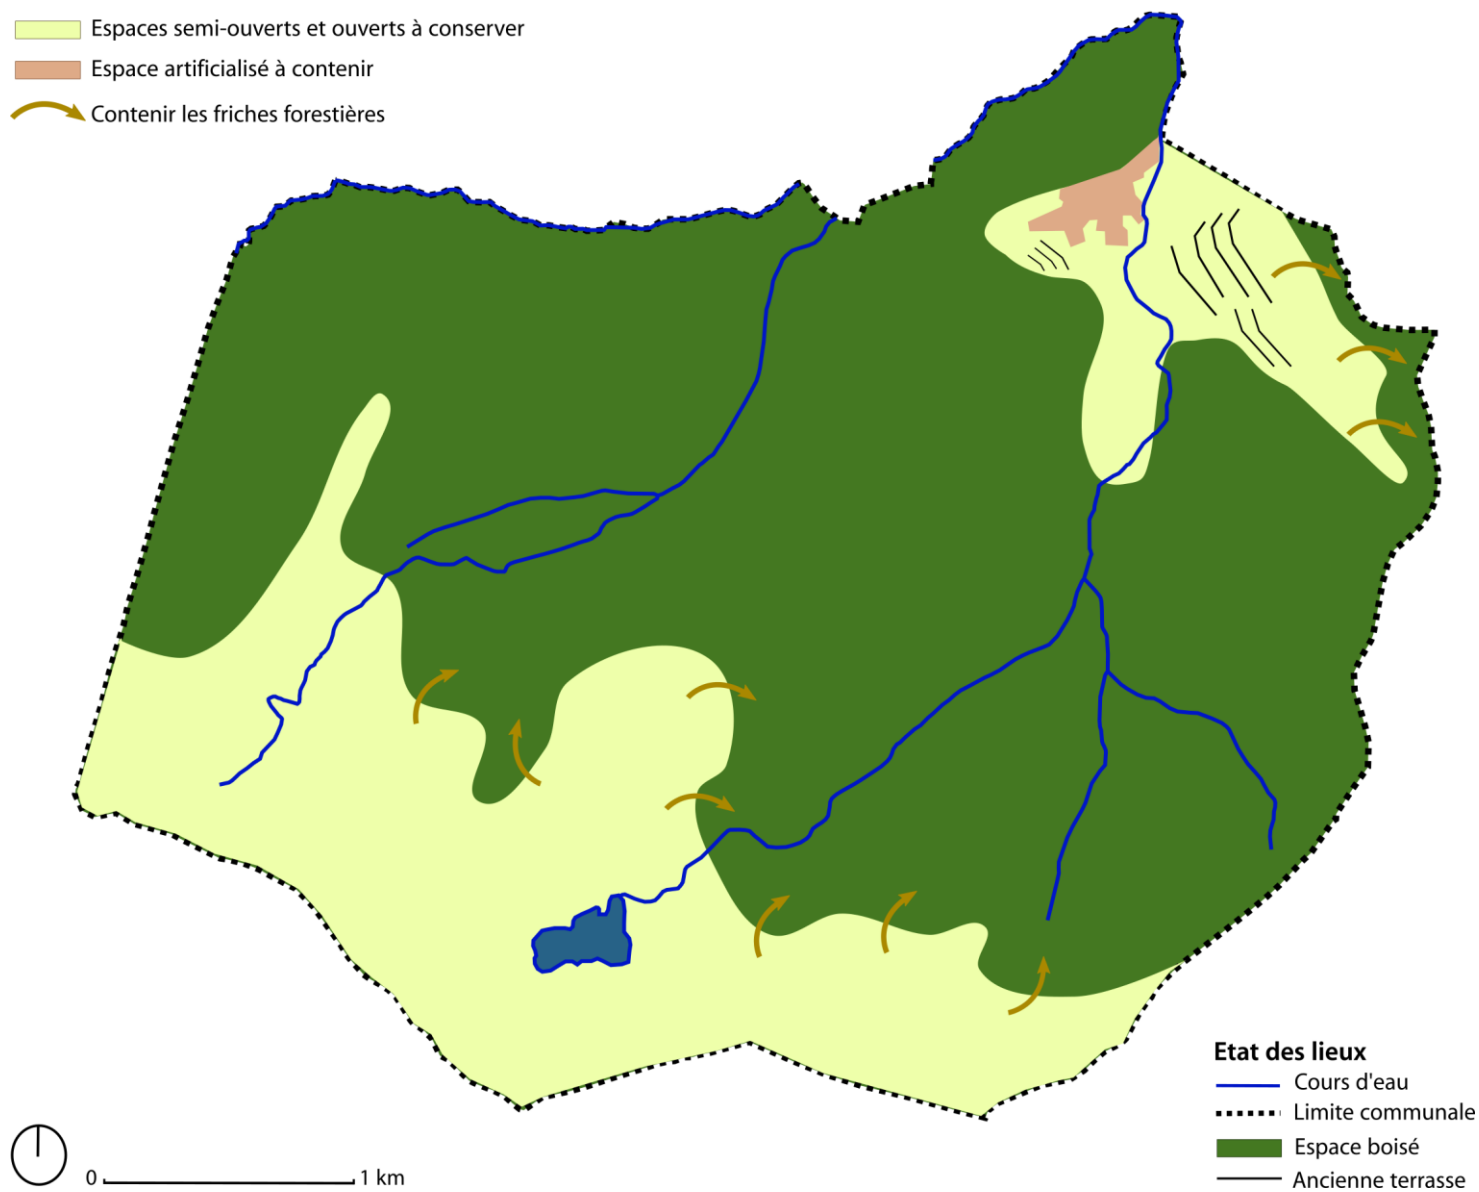 Espaces semi-ouverts et ouverts à conserver
Espace artificialisé à contenir
Contenir les friches forestières
Etat des lieux
Cours d'eau
Limite communale
Espace boisé
Ancienne terrasse
0 1 km